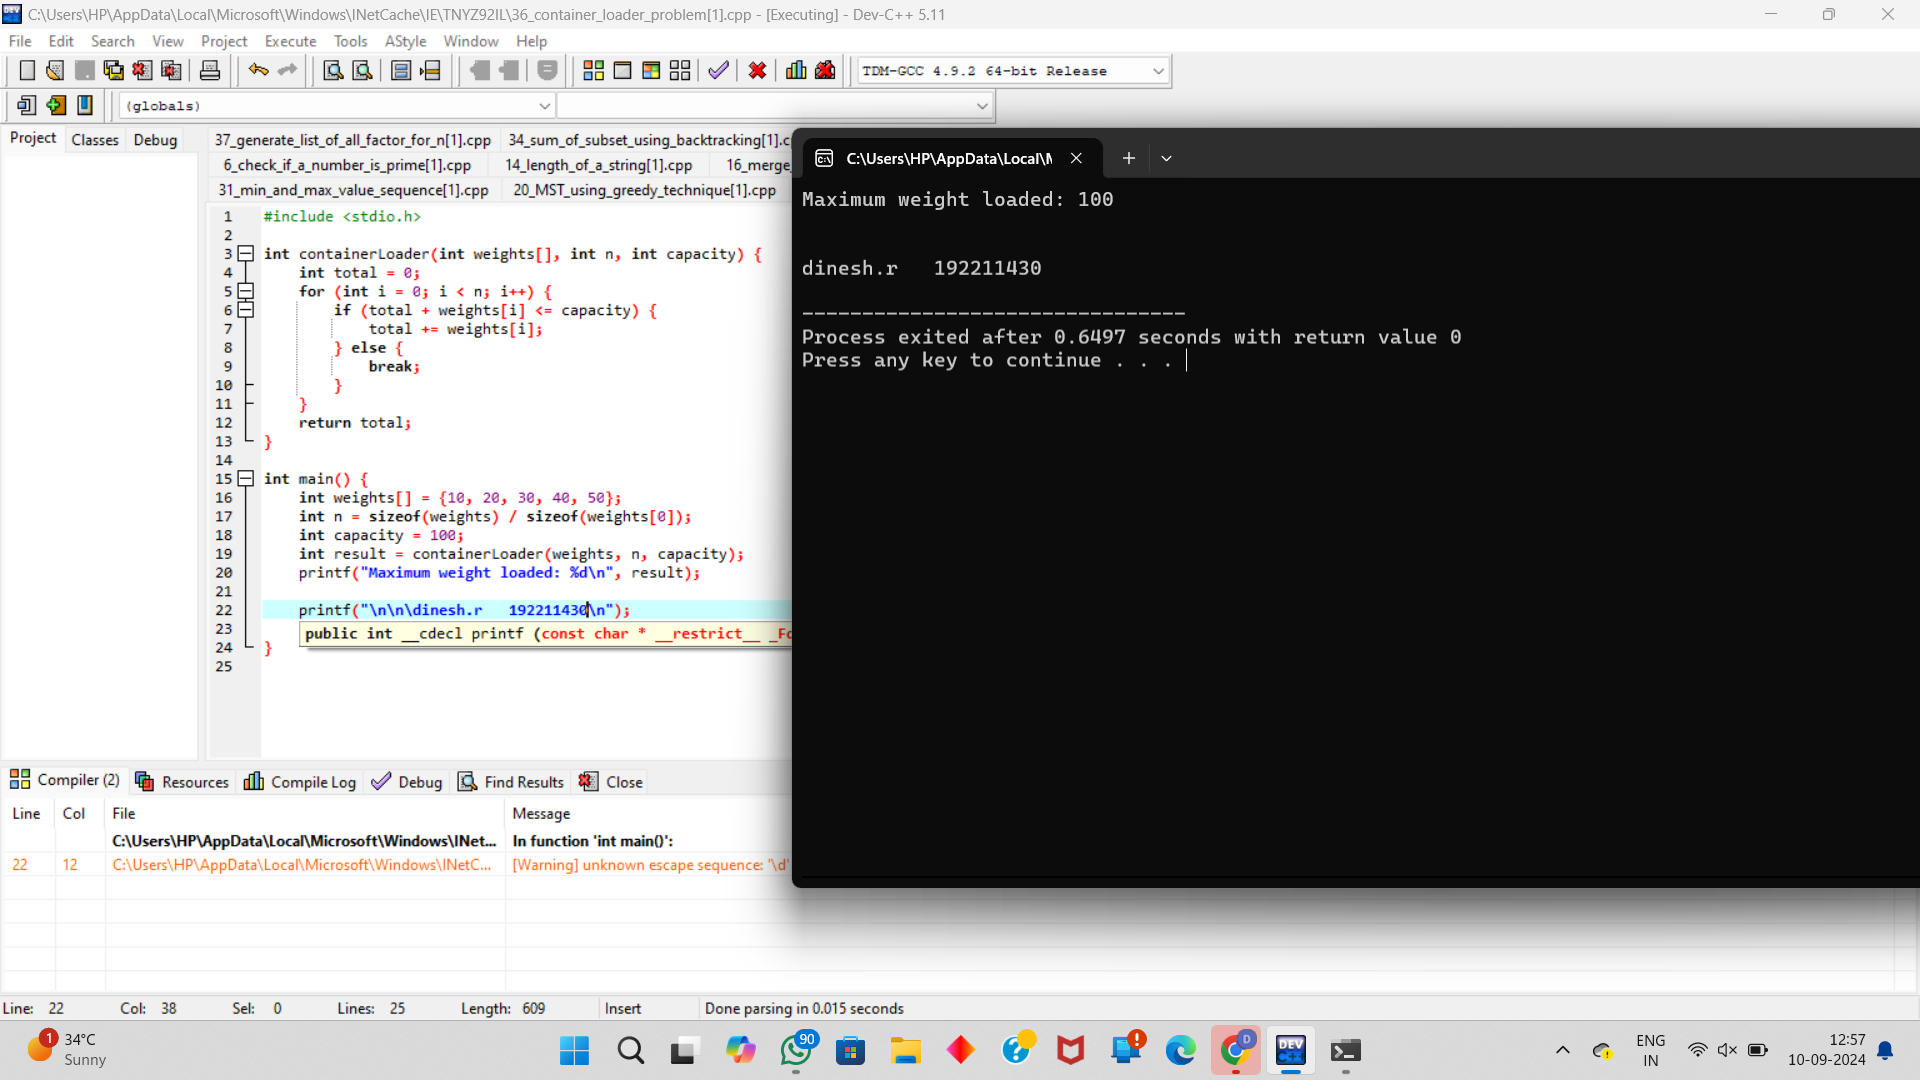 C:\Users\HP\AppData\Local\Microsoft\Windows\INetCache\IE\TNYZ92IL\36_container_loader_problem[1].cpp - [Executing] - Dev-C++ 5.11
File Edit Search View Project Execute Tools AStyle Window Help
TDM-GCC 4.9.2 64-bit Release
(globals)
Project Classes Debug
37_generate_list_of_all_factor_for_n[1].cpp 34_sum_of_subset_using_backtracking[1].c
6_check_if_a_number_is_prime[1].cpp 14_length_of_a_string[1].cpp 16_merge_
31_min_and_max_value_sequence[1].cpp 20_MST_using_greedy_technique[1].cpp
1 #include <stdio.h>
2
3 int containerLoader(int weights[], int n, int capacity) {
4 int total = 0;
5 for (int i = 0; i < n; i++) {
6 if (total + weights[i] <= capacity) {
7 total += weights[i];
8 } else {
9 break;
10 }
11 }
12 return total;
13 }
14
15 int main() {
16 int weights[] = {10, 20, 30, 40, 50};
17 int n = sizeof(weights) / sizeof(weights[0]);
18 int capacity = 100;
19 int result = containerLoader(weights, n, capacity);
20 printf("Maximum weight loaded: %d\n", result);
21
22 printf("\n\n\dinesh.r   192211430\n");
23 public int __cdecl printf (const char * __restrict__ _Fo
24 }
25
C:\Users\HP\AppData\Local\M
Maximum weight loaded: 100
dinesh.r   192211430
--------------------------------
Process exited after 0.6497 seconds with return value 0
Press any key to continue . . .
Compiler (2) Resources Compile Log Debug Find Results Close
Line Col File Message
C:\Users\HP\AppData\Local\Microsoft\Windows\INet... In function 'int main()':
22 12 C:\Users\HP\AppData\Local\Microsoft\Windows\INetC... [Warning] unknown escape sequence: '\d'
Line: 22 Col: 38 Sel: 0 Lines: 25 Length: 609 Insert Done parsing in 0.015 seconds
1 34°C
Sunny
90
D
DEV
C++
ENG
IN
12:57
10-09-2024